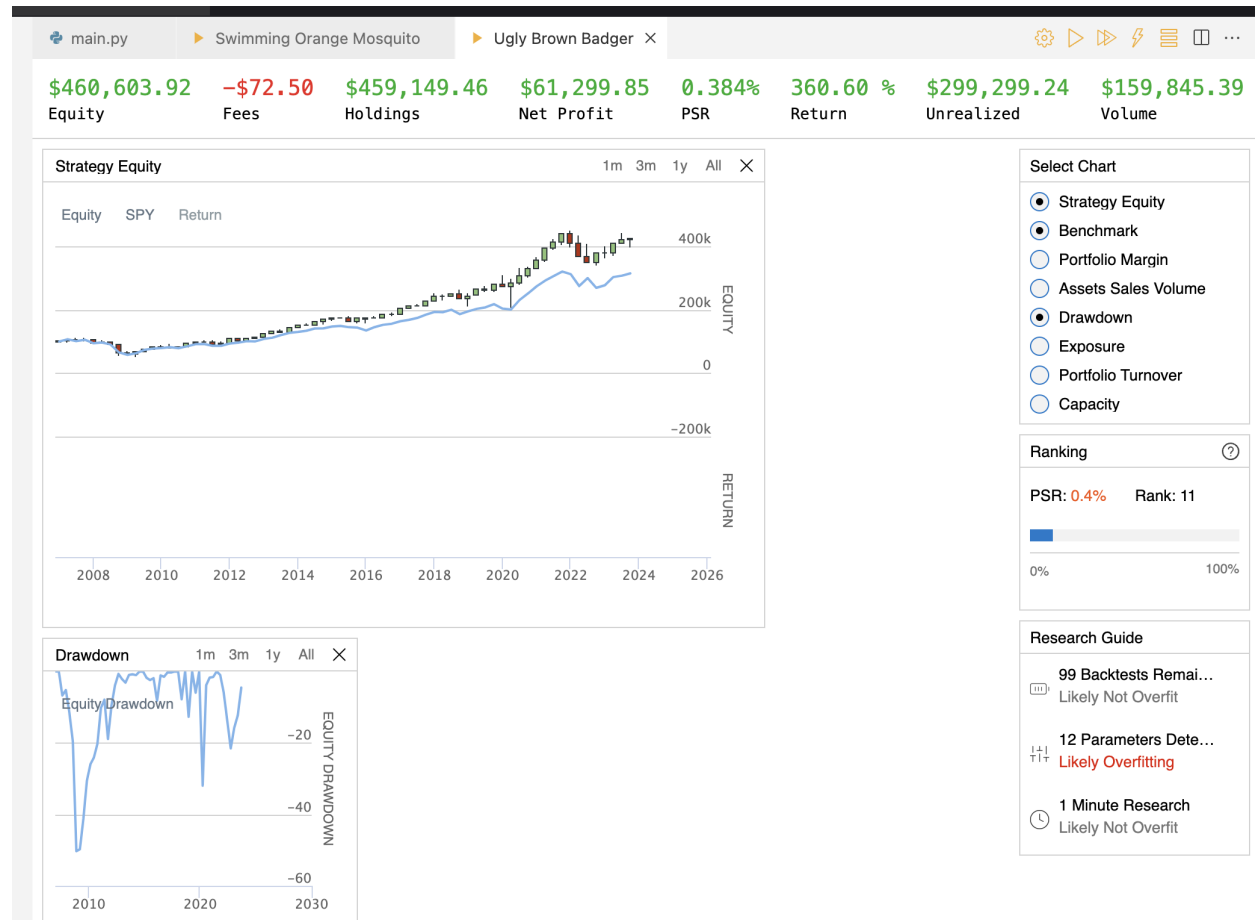 main.py Swimming Orange Mosquito Ugly Brown Badger
$460,603.92 -$72.50 $459,149.46 $61,299.85 0.384% 360.60 % $299,299.24 $159,845.39
Equity Fees Holdings Net Profit PSR Return Unrealized Volume
Strategy Equity 1m 3m 1y All
Equity SPY Return
400k
200k
0
-200k
EQUITY
RETURN
2008 2010 2012 2014 2016 2018 2020 2022 2024 2026
Drawdown 1m 3m 1y All
Equity Drawdown
-20
-40
-60
EQUITY DRAWDOWN
2010 2020 2030
Select Chart
Strategy Equity
Benchmark
Portfolio Margin
Assets Sales Volume
Drawdown
Exposure
Portfolio Turnover
Capacity
Ranking
PSR: 0.4% Rank: 11
0% 100%
Research Guide
99 Backtests Remai...
Likely Not Overfit
12 Parameters Dete...
Likely Overfitting
1 Minute Research
Likely Not Overfit